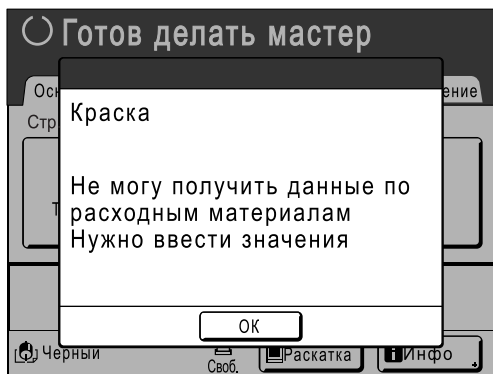 Готов делать мастер
Краска
Не могу получить данные по
расходным материалам
Нужно ввести значения
OK
Черный
Своб.
Раскатка
Инфо